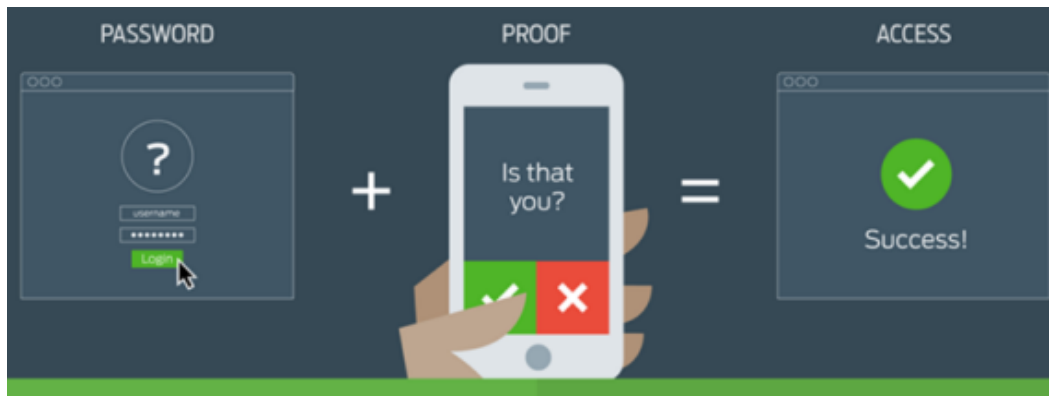 PASSWORD
PROOF
ACCESS
?
username
********
Login
+
Is that
you?
=
Success!